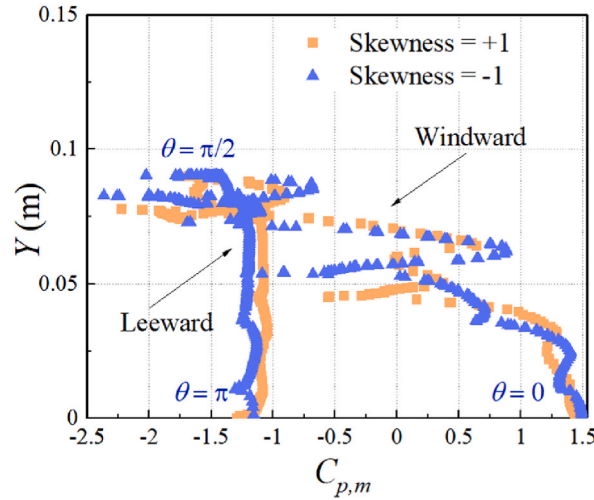 Skewness = +1
Skewness = -1
θ = π/2
Windward
Leeward
θ = π
θ = 0
Y (m)
0.15
0.1
0.05
0
-2.5 -2 -1.5 -1 -0.5 0 0.5 1 1.5
C_{p,m}